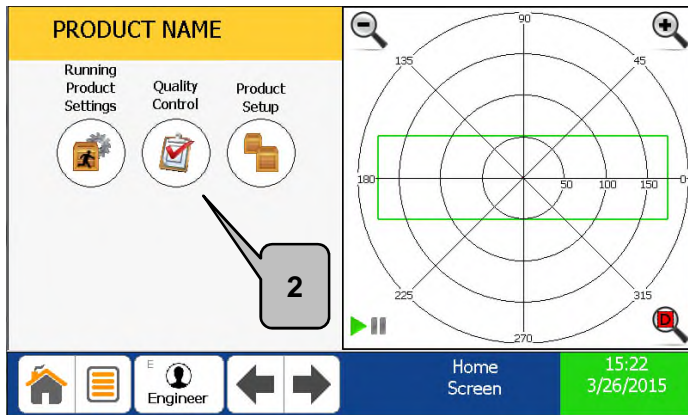 PRODUCT NAME
Running
Product
Settings
Quality
Control
Product
Setup
2
90
135
45
180
50
100
150
0
225
315
270
D
E
Engineer
Home
Screen
15:22
3/26/2015